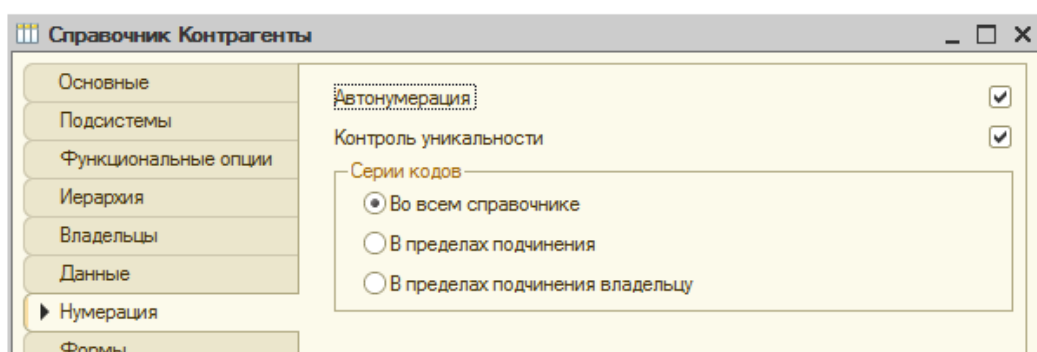 Справочник Контрагенты
Основные
Подсистемы
Функциональные опции
Иерархия
Владельцы
Данные
Нумерация
Формы
Автонумерация
Контроль уникальности
Серии кодов
Во всем справочнике
В пределах подчинения
В пределах подчинения владельцу